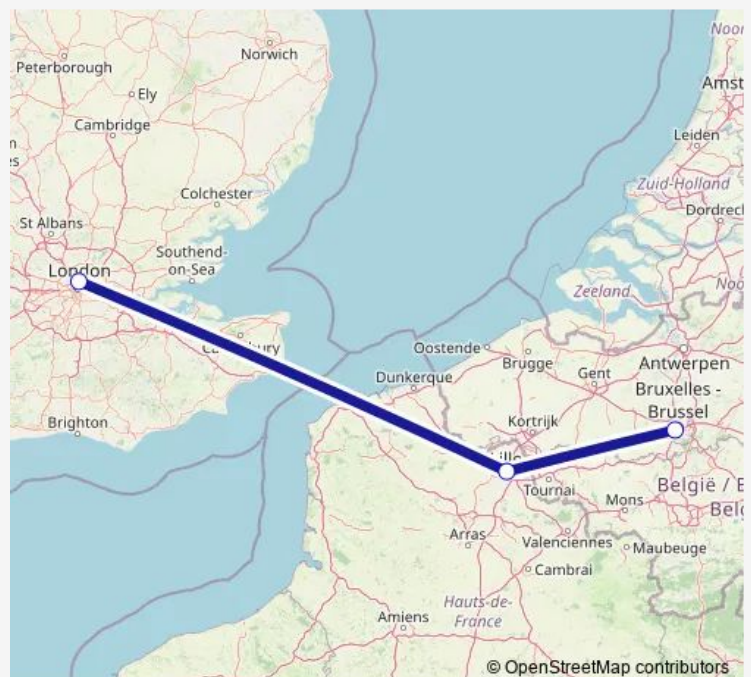 Noor
Norwich
Peterborough
Ely
Amst
Cambridge
Leiden
Zuid-Holland
Colchester
Dordrech
St Albans
Southend-
on-Sea
London
Zeeland
Noo
Oostende
Brugge
Antwerpen
Dunkerque
Gent
Bruxelles -
Brussel
Brighton
Kortrijk
Tournai
België / B
Mons
Belg
Arras
Valenciennes
Maubeuge
Cambrai
Hauts-de-
France
Amiens
© OpenStreetMap contributors